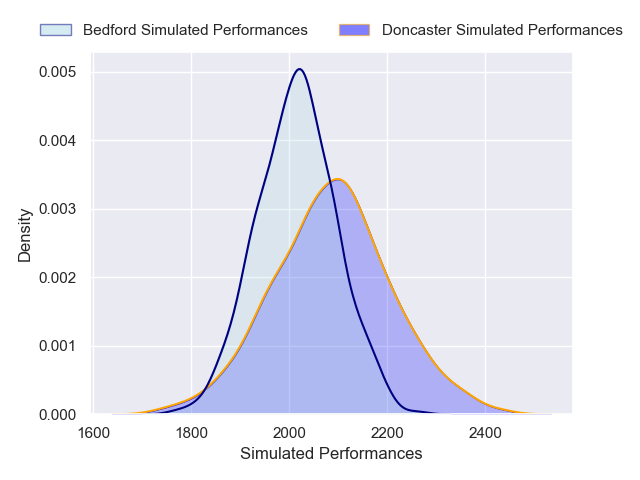 Bedford Simulated Performances
Doncaster Simulated Performances
0.005
0.004
0.003
0.002
0.001
0.000
Density
1600
1800
2000
2200
2400
Simulated Performances